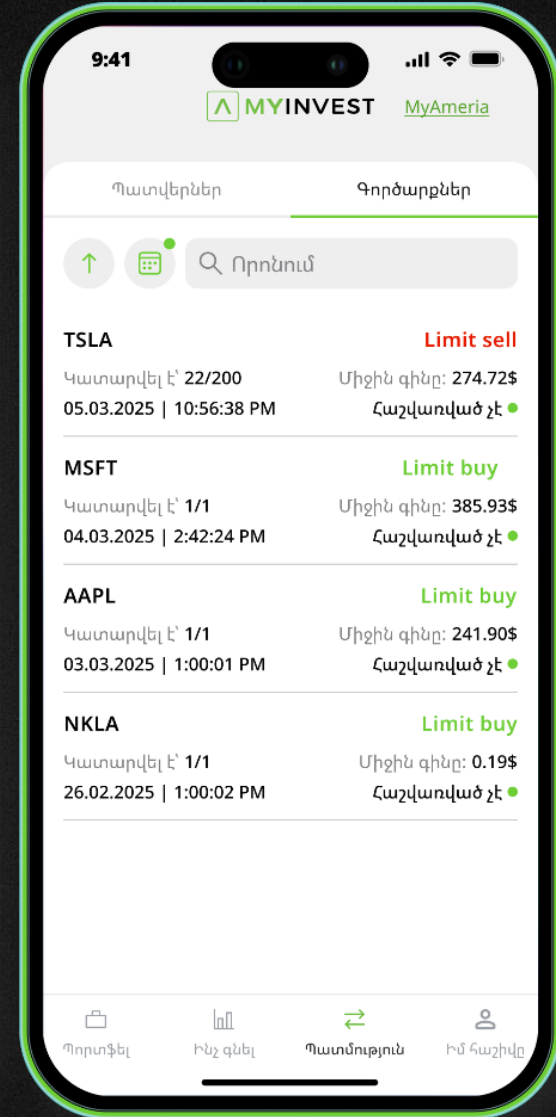 9:41
MYINVEST MyAmeria
Պատվերներ Գործարքներ
Որոնում
TSLA Limit sell
Կատարվել է՝ 22/200 Միջին գինը: 274.72$
05.03.2025 | 10:56:38 PM Հաշվառված չէ
MSFT Limit buy
Կատարվել է՝ 1/1 Միջին գինը: 385.93$
04.03.2025 | 2:42:24 PM Հաշվառված չէ
AAPL Limit buy
Կատարվել է՝ 1/1 Միջին գինը: 241.90$
03.03.2025 | 1:00:01 PM Հաշվառված չէ
NKLA Limit buy
Կատարվել է՝ 1/1 Միջին գինը: 0.19$
26.02.2025 | 1:00:02 PM Հաշվառված չէ
Պորտֆել Ինչ գնել Պատմություն Իմ հաշիվը